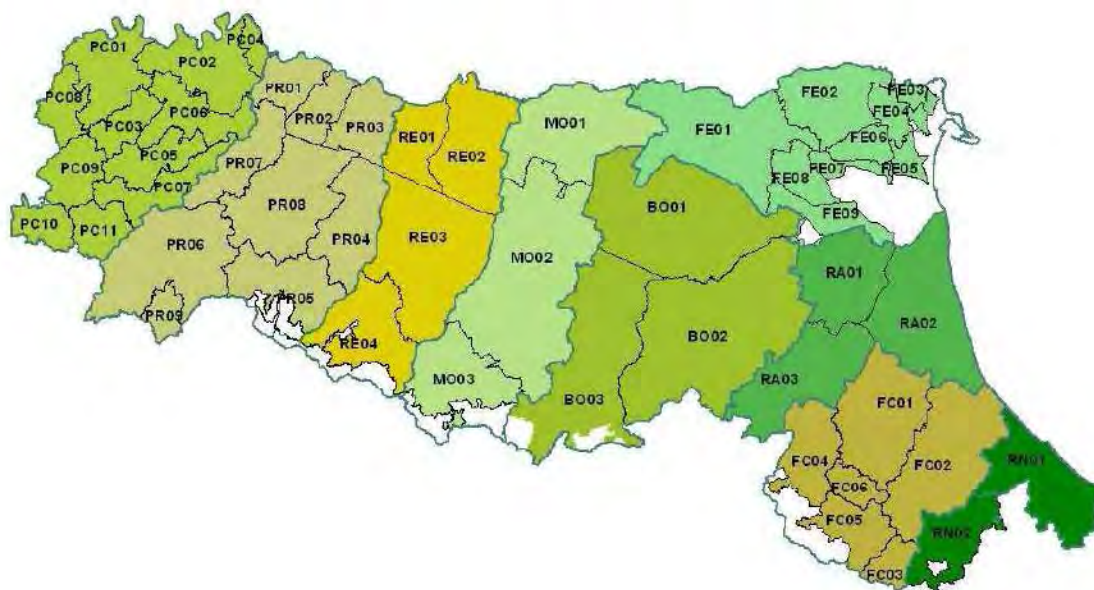 PC01
PC02
PC04
PC08
PC03
PC06
PC09
PC05
PC07
PC10
PC11
PR01
PR02
PR03
PR07
PR08
PR06
PR04
PR05
PR09
RE01
RE02
RE03
RE04
MO01
MO02
MO03
FE01
FE02
FE03
FE04
FE06
FE07
FE05
FE08
FE09
BO01
BO02
BO03
RA01
RA02
RA03
FC01
FC02
FC04
FC06
FC05
FC03
RN01
RN02